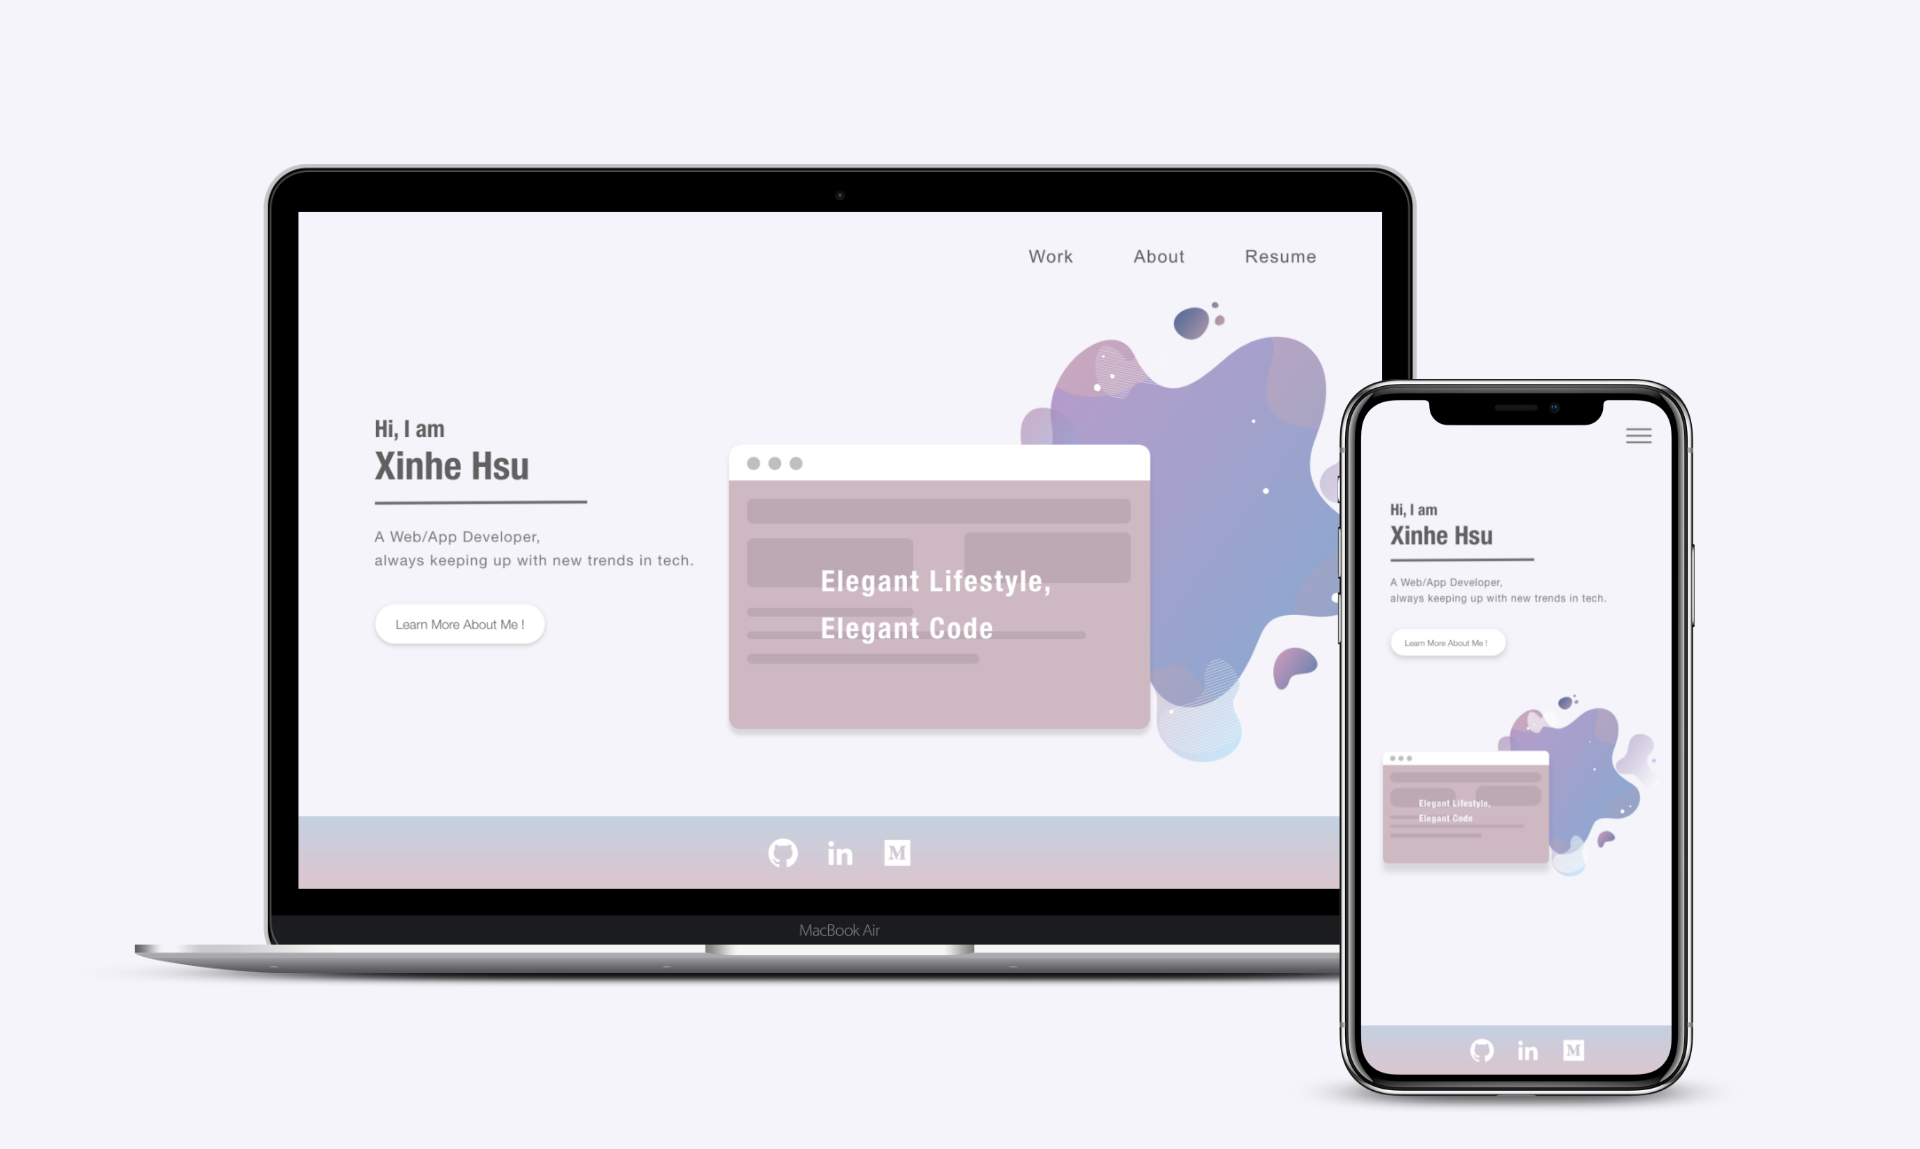 Work About Resume
Hi, I am
Xinhe Hsu
A Web/App Developer,
always keeping up with new trends in tech.
Learn More About Me !
Elegant Lifestyle,
Elegant Code
in M
MacBook Air
Hi, I am
Xinhe Hsu
A Web/App Developer,
always keeping up with new trends in tech.
Learn More About Me !
Elegant Lifestyle,
Elegant Code
in M